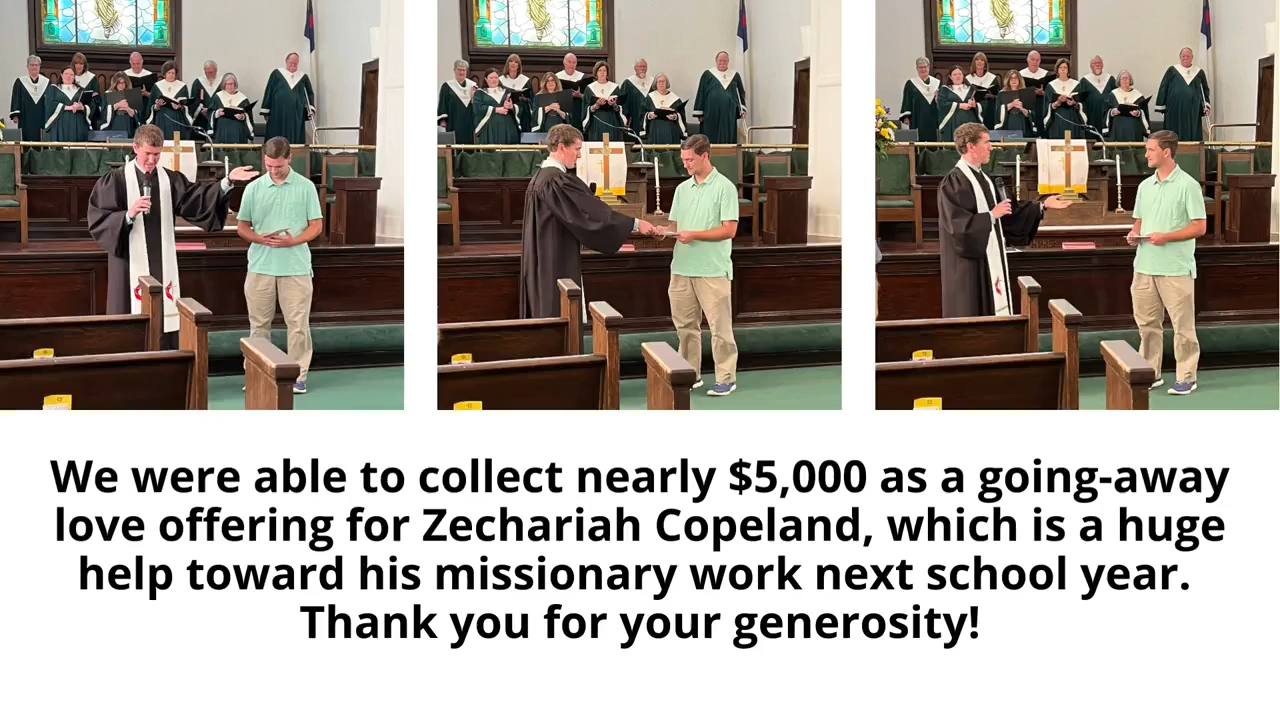 We were able to collect nearly $5,000 as a going-away
love offering for Zechariah Copeland, which is a huge
help toward his missionary work next school year.
Thank you for your generosity!